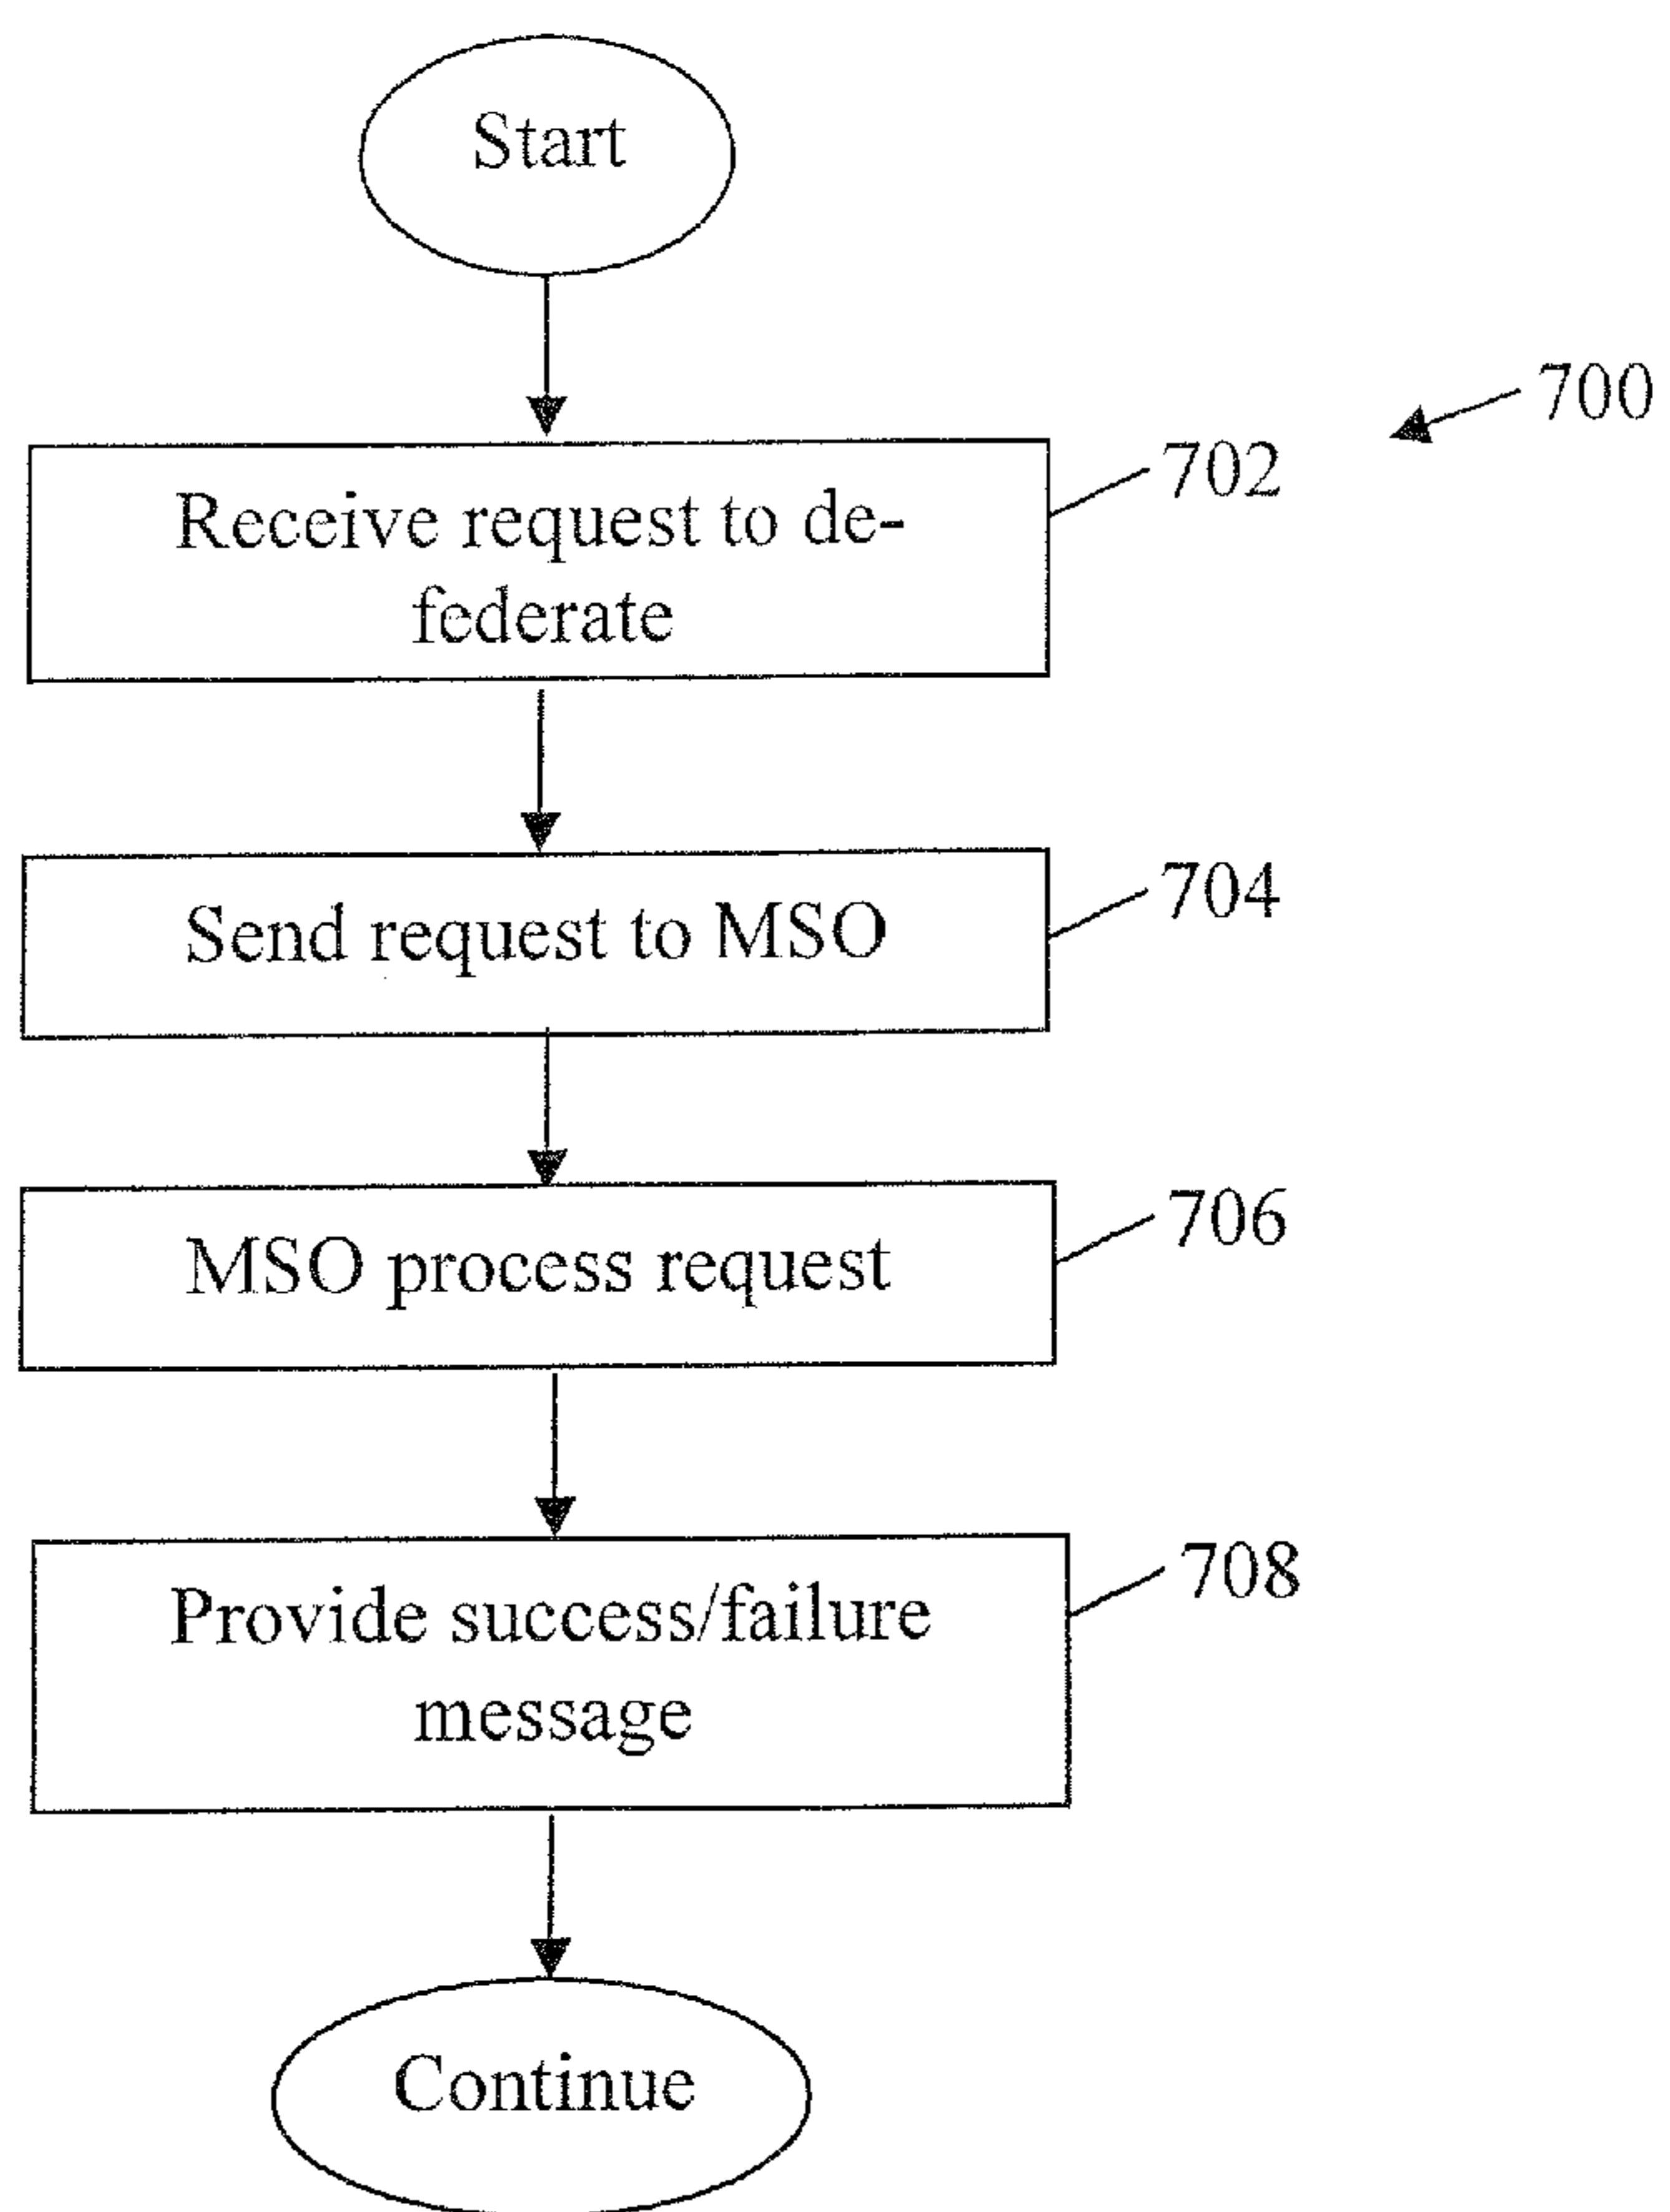 Start
700
702
Receive request to de-
federate
704
Send request to MSO
706
MSO process request
708
Provide success/failure
message
Continue